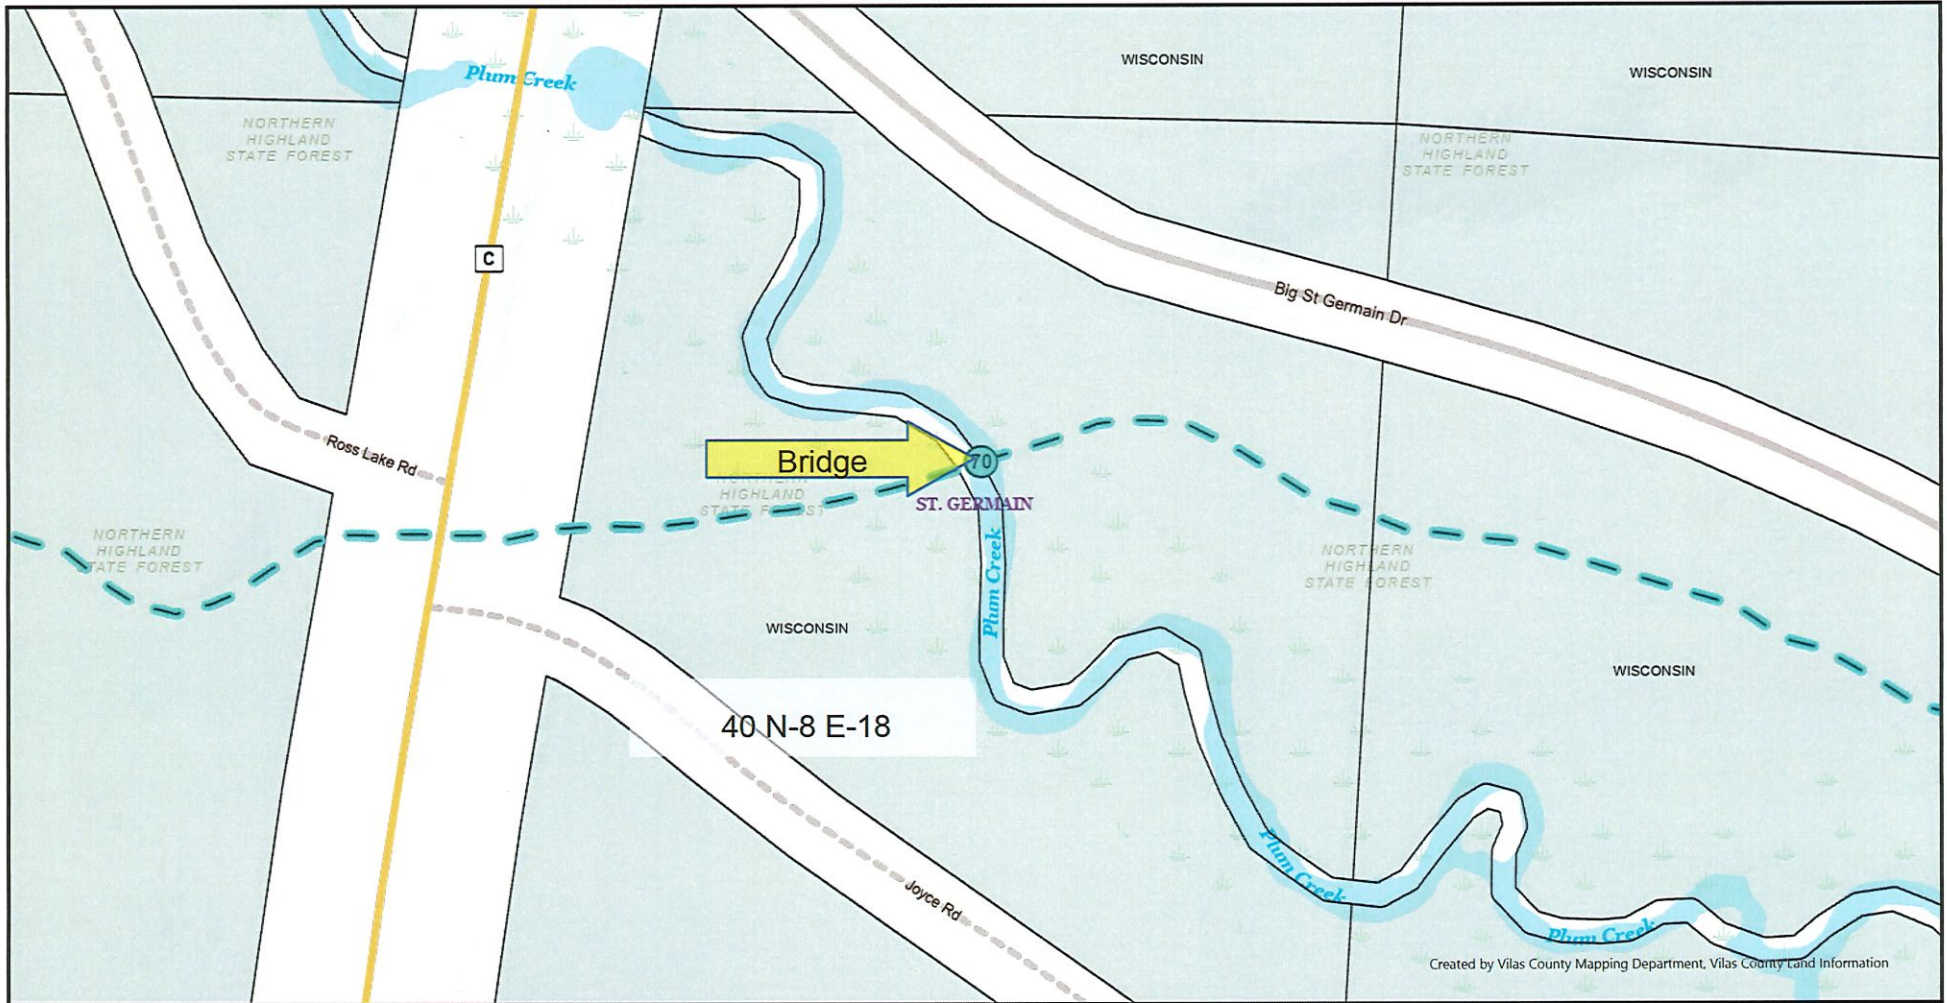 WISCONSIN
WISCONSIN
Plum Creek
NORTHERN
HIGHLAND
STATE FOREST
NORTHERN
HIGHLAND
STATE FOREST
C
Big St Germain Dr
Ross Lake Rd
Bridge
70
NORTHERN
HIGHLAND
STATE FOREST
ST. GERMAIN
NORTHERN
HIGHLAND
STATE FOREST
Plum Creek
NORTHERN
HIGHLAND
STATE FOREST
WISCONSIN
WISCONSIN
40 N-8 E-18
Plum Creek
Joyce Rd
Plum Creek
Created by Vilas County Mapping Department, Vilas County Land Information